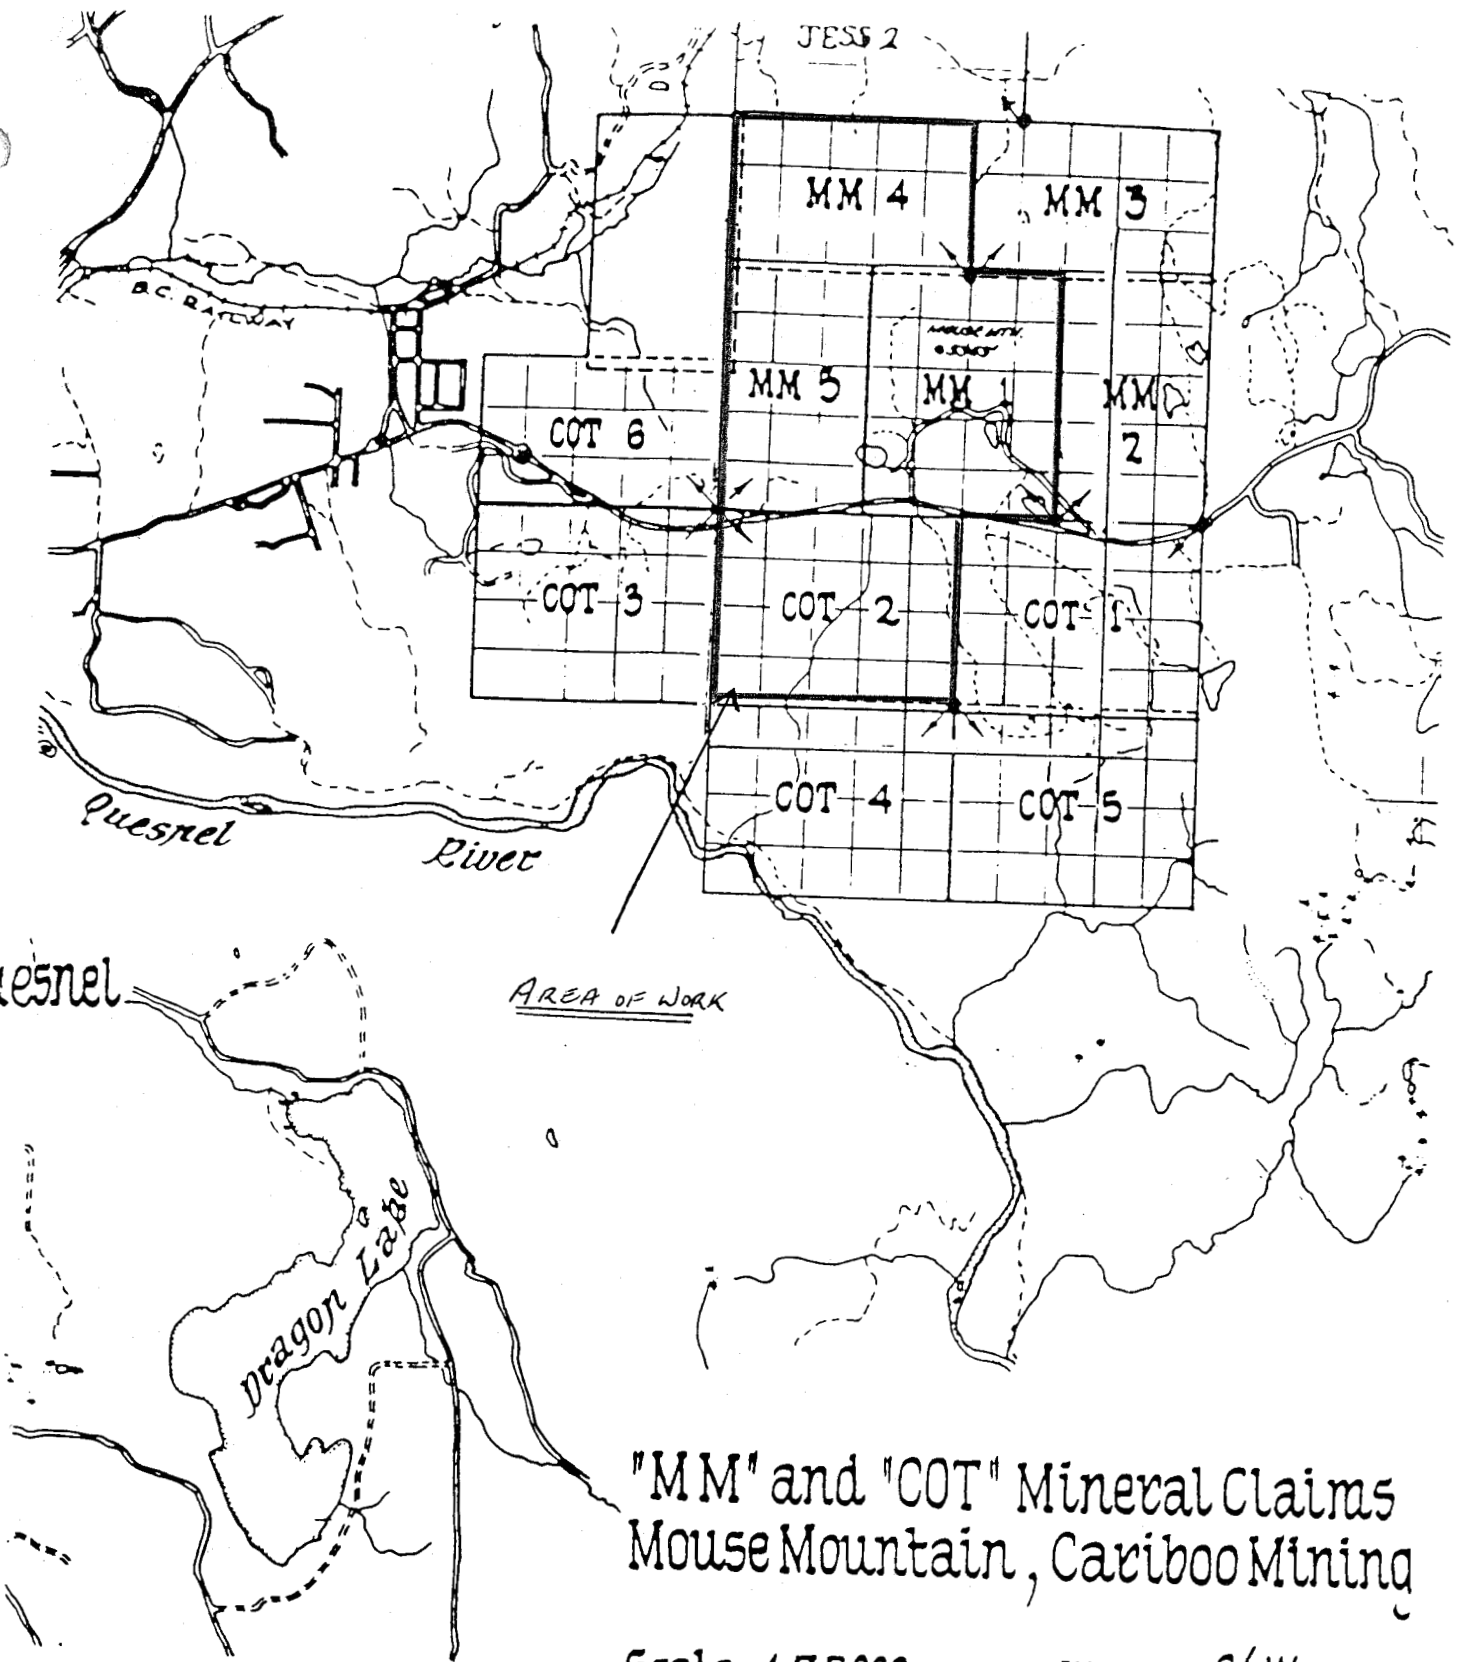 JESS 2
MM 4
MM 3
B.C. RAILWAY
MM 5
MM 1
MM 2
COT 6
COT 3
COT 2
COT 1
COT 4
COT 5
Quesnel River
uesnel
AREA OF WORK
Dragon Lake
"MM" and "COT" Mineral Claims
Mouse Mountain, Cariboo Mining